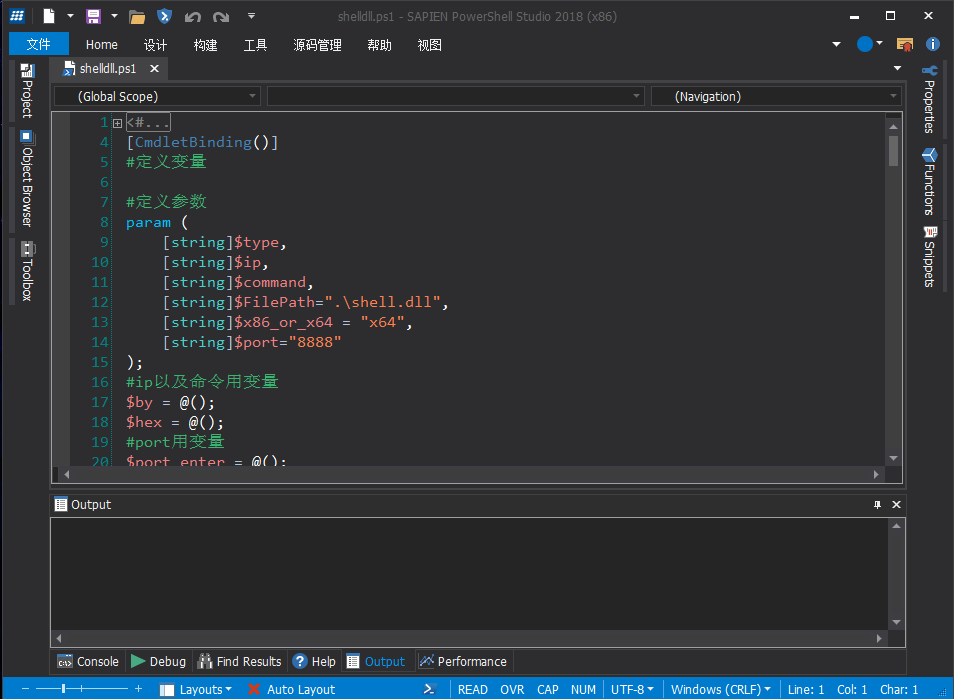 shelldll.ps1 - SAPIEN PowerShell Studio 2018 (x86)
文件 Home 设计 构建 工具 源码管理 帮助 视图
shelldll.ps1
(Global Scope) (Navigation)
Project
Object Browser
Toolbox
1 <#...
4 [CmdletBinding()]
5 #定义变量
6
7 #定义参数
8 param (
9 [string]$type,
10 [string]$ip,
11 [string]$command,
12 [string]$FilePath=".\shell.dll",
13 [string]$x86_or_x64 = "x64",
14 [string]$port="8888"
15 );
16 #ip以及命令用变量
17 $by = @();
18 $hex = @();
19 #port用变量
20 $port_enter = @();
Properties
Functions
Snippets
Output
Console Debug Find Results Help Output Performance
Layouts Auto Layout READ OVR CAP NUM UTF-8 Windows (CRLF) Line: 1 Col: 1 Char: 1